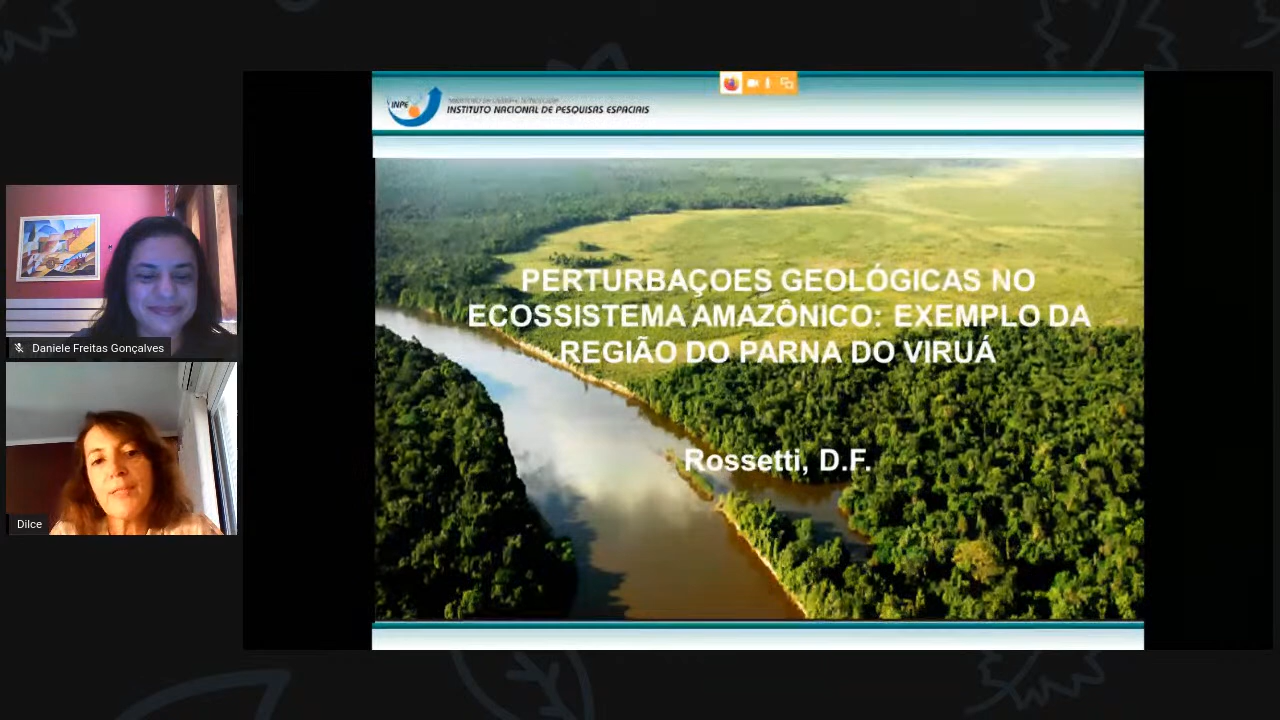 INPE
INSTITUTO NACIONAL DE PESQUISAS ESPACIAIS
PERTURBAÇOES GEOLÓGICAS NO
ECOSSISTEMA AMAZÔNICO: EXEMPLO DA
REGIÃO DO PARNA DO VIRUÁ
Rossetti, D.F.
Daniele Freitas Gonçalves
Dilce